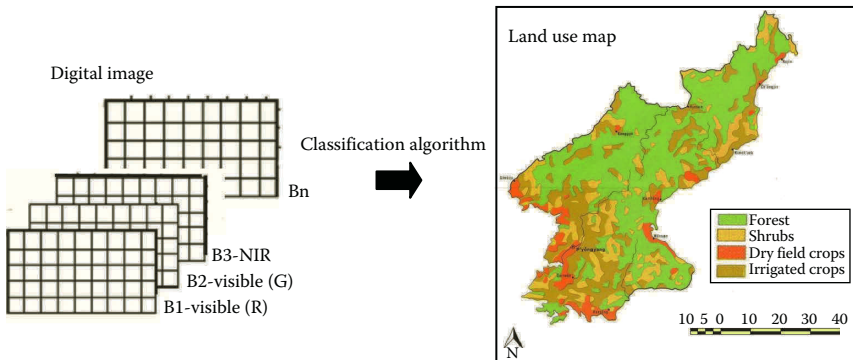 Digital image
Bn
B3-NIR
B2-visible (G)
B1-visible (R)
Classification algorithm
Land use map
Forest
Shrubs
Dry field crops
Irrigated crops
10 5 0 10 20 30 40
N